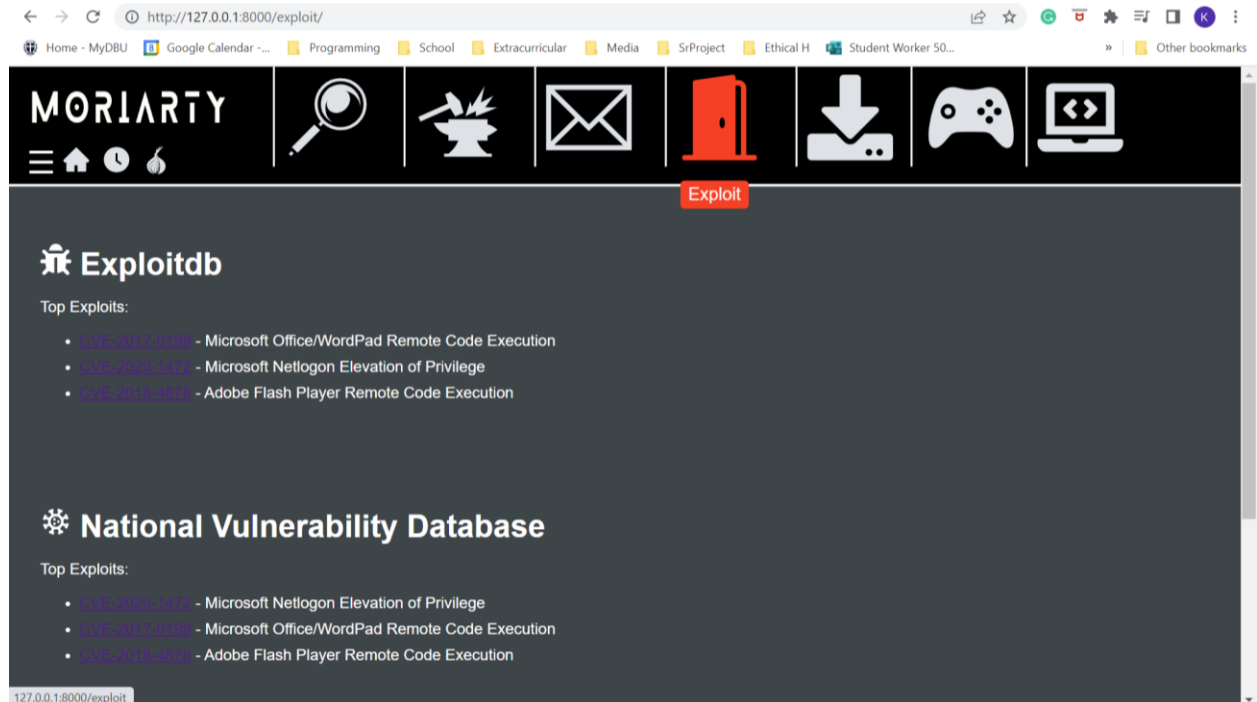 http://127.0.0.1:8000/exploit/
K
Home - MyDBU 8 Google Calendar -... Programming School Extracurricular Media SrProject Ethical H Student Worker 50... » Other bookmarks
MORIARTY
Exploit
Exploitdb
Top Exploits:
• CVE-2017-0199 - Microsoft Office/WordPad Remote Code Execution
• CVE-2020-1472 - Microsoft Netlogon Elevation of Privilege
• CVE-2018-4878 - Adobe Flash Player Remote Code Execution
National Vulnerability Database
Top Exploits:
• CVE-2020-1472 - Microsoft Netlogon Elevation of Privilege
• CVE-2017-0199 - Microsoft Office/WordPad Remote Code Execution
• CVE-2018-4878 - Adobe Flash Player Remote Code Execution
127.0.0.1:8000/exploit